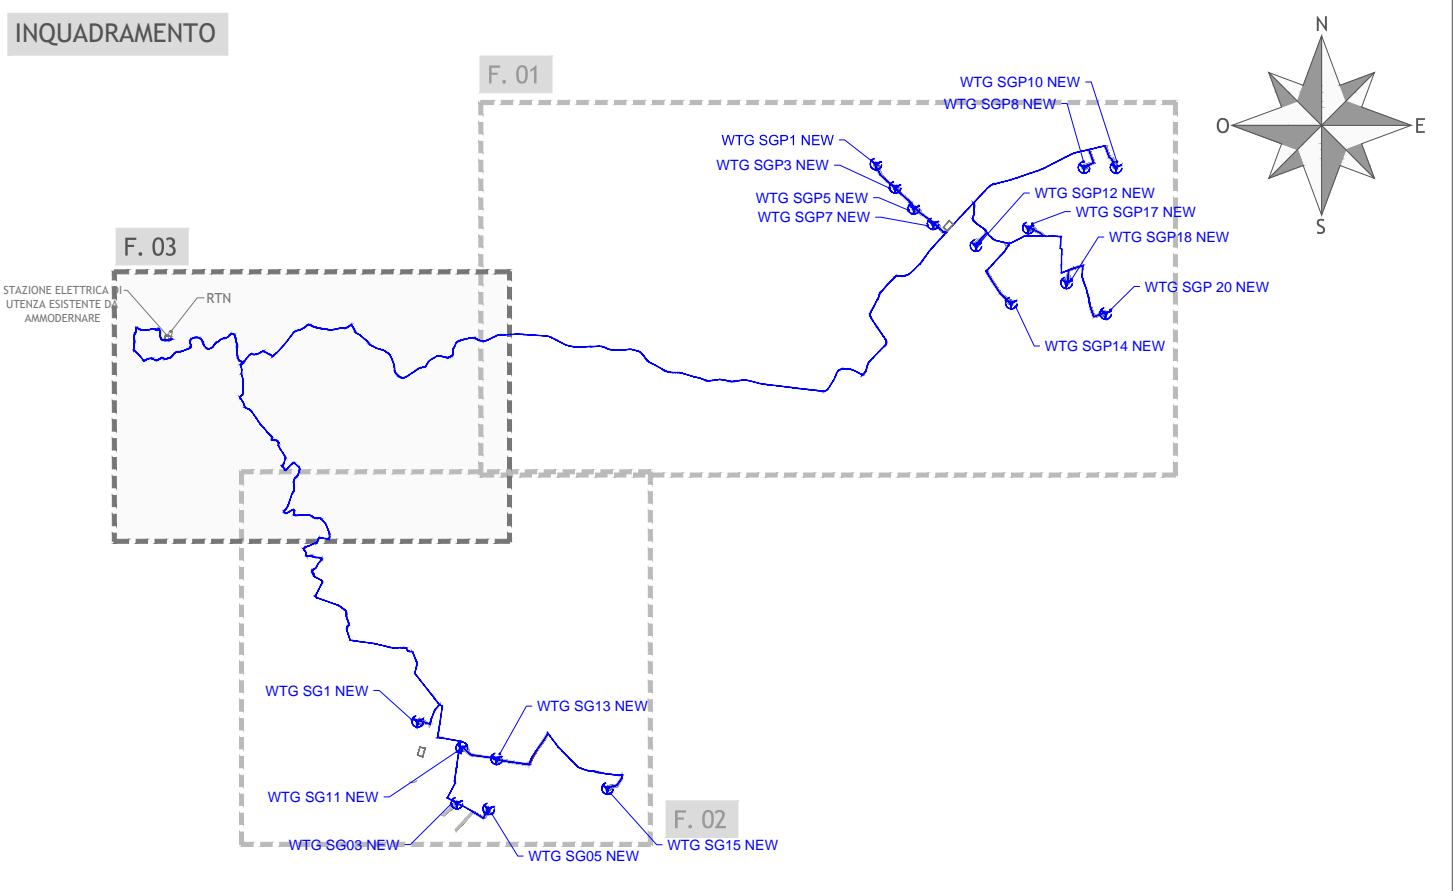 INQUADRAMENTO
N
O
E
S
F. 01
WTG SGP10 NEW
WTG SGP8 NEW
WTG SGP1 NEW
WTG SGP3 NEW
WTG SGP5 NEW
WTG SGP7 NEW
WTG SGP12 NEW
WTG SGP17 NEW
WTG SGP18 NEW
WTG SGP 20 NEW
WTG SGP14 NEW
F. 03
STAZIONE ELETTRICA DI
UTENZA ESISTENTE DA
AMMODERNARE
RTN
WTG SG1 NEW
WTG SG13 NEW
WTG SG11 NEW
WTG SG03 NEW
WTG SG05 NEW
WTG SG15 NEW
F. 02